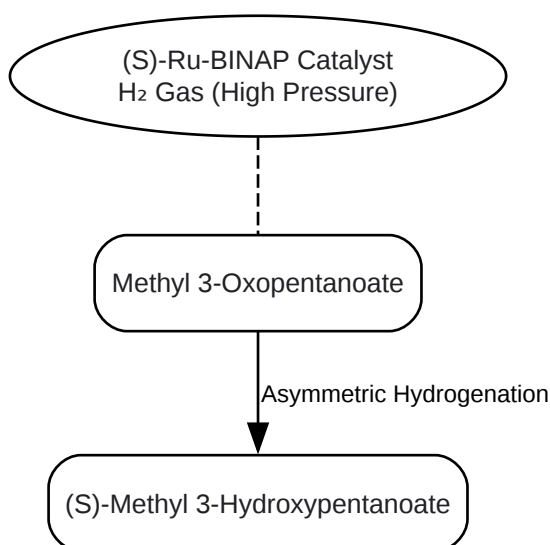 (S)-Ru-BINAP Catalyst
H₂ Gas (High Pressure)
Methyl 3-Oxopentanoate
Asymmetric Hydrogenation
(S)-Methyl 3-Hydroxypentanoate